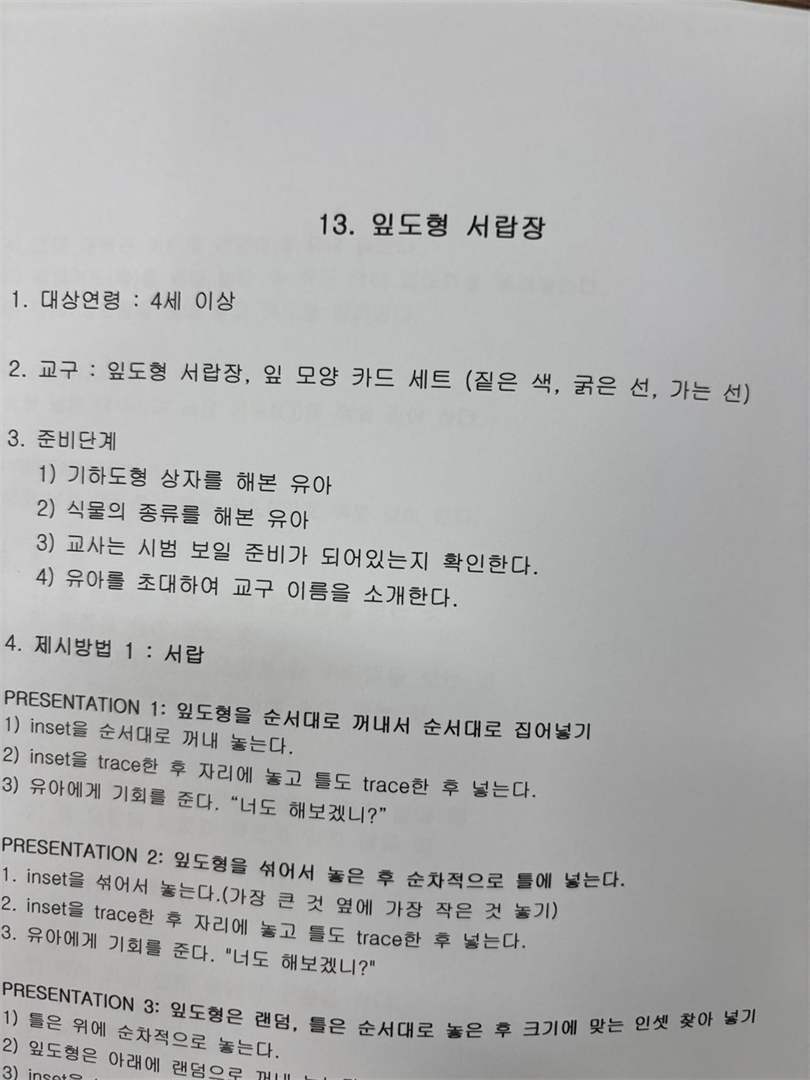 13. 잎도형 서랍장
1. 대상연령 : 4세 이상
2. 교구 : 잎도형 서랍장, 잎 모양 카드 세트 (짙은 색, 굵은 선, 가는 선)
3. 준비단계
1) 기하도형 상자를 해본 유아
2) 식물의 종류를 해본 유아
3) 교사는 시범 보일 준비가 되어있는지 확인한다.
4) 유아를 초대하여 교구 이름을 소개한다.
4. 제시방법 1 : 서랍
PRESENTATION 1: 잎도형을 순서대로 꺼내서 순서대로 집어넣기
1) inset을 순서대로 꺼내 놓는다.
2) inset을 trace한 후 자리에 놓고 틀도 trace한 후 넣는다.
3) 유아에게 기회를 준다. “너도 해보겠니?”
PRESENTATION 2: 잎도형을 섞어서 놓은 후 순차적으로 틀에 넣는다.
1. inset을 섞어서 놓는다.(가장 큰 것 옆에 가장 작은 것 놓기)
2. inset을 trace한 후 자리에 놓고 틀도 trace한 후 넣는다.
3. 유아에게 기회를 준다. "너도 해보겠니?"
PRESENTATION 3: 잎도형은 랜덤, 틀은 순서대로 놓은 후 크기에 맞는 인셋 찾아 넣기
1) 틀은 위에 순차적으로 놓는다.
2) 잎도형은 아래에 랜덤으로 꺼내
3)